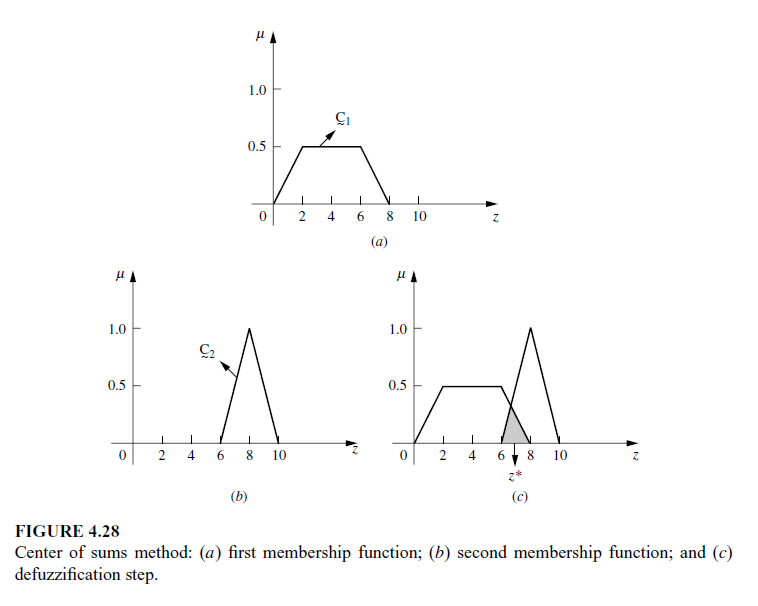 μ
1.0
C̰1
0.5
0 2 4 6 8 10 z
(a)
μ
1.0
C̰2
0.5
0 2 4 6 8 10 z
(b)
μ
1.0
0.5
0 2 4 6 8 10 z
z*
(c)
FIGURE 4.28
Center of sums method: (a) first membership function; (b) second membership function; and (c)
defuzzification step.